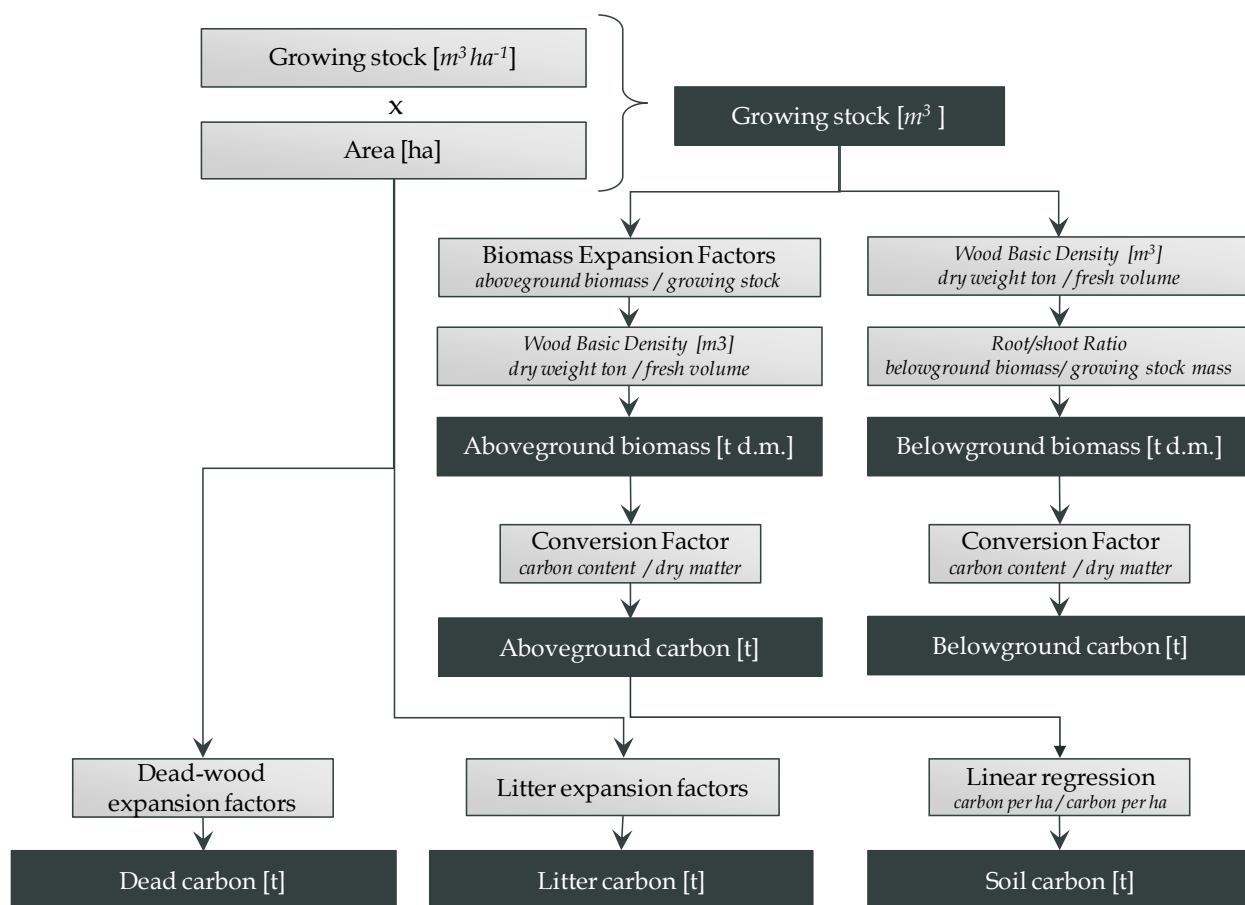 Growing stock [m³ ha⁻¹]
x
Area [ha]
Growing stock [m³ ]
Biomass Expansion Factors
aboveground biomass / growing stock
Wood Basic Density [m³]
dry weight ton / fresh volume
Wood Basic Density [m3]
dry weight ton / fresh volume
Root/shoot Ratio
belowground biomass/ growing stock mass
Aboveground biomass [t d.m.]
Belowground biomass [t d.m.]
Conversion Factor
carbon content / dry matter
Conversion Factor
carbon content / dry matter
Aboveground carbon [t]
Belowground carbon [t]
Dead-wood
expansion factors
Litter expansion factors
Linear regression
carbon per ha / carbon per ha
Dead carbon [t]
Litter carbon [t]
Soil carbon [t]